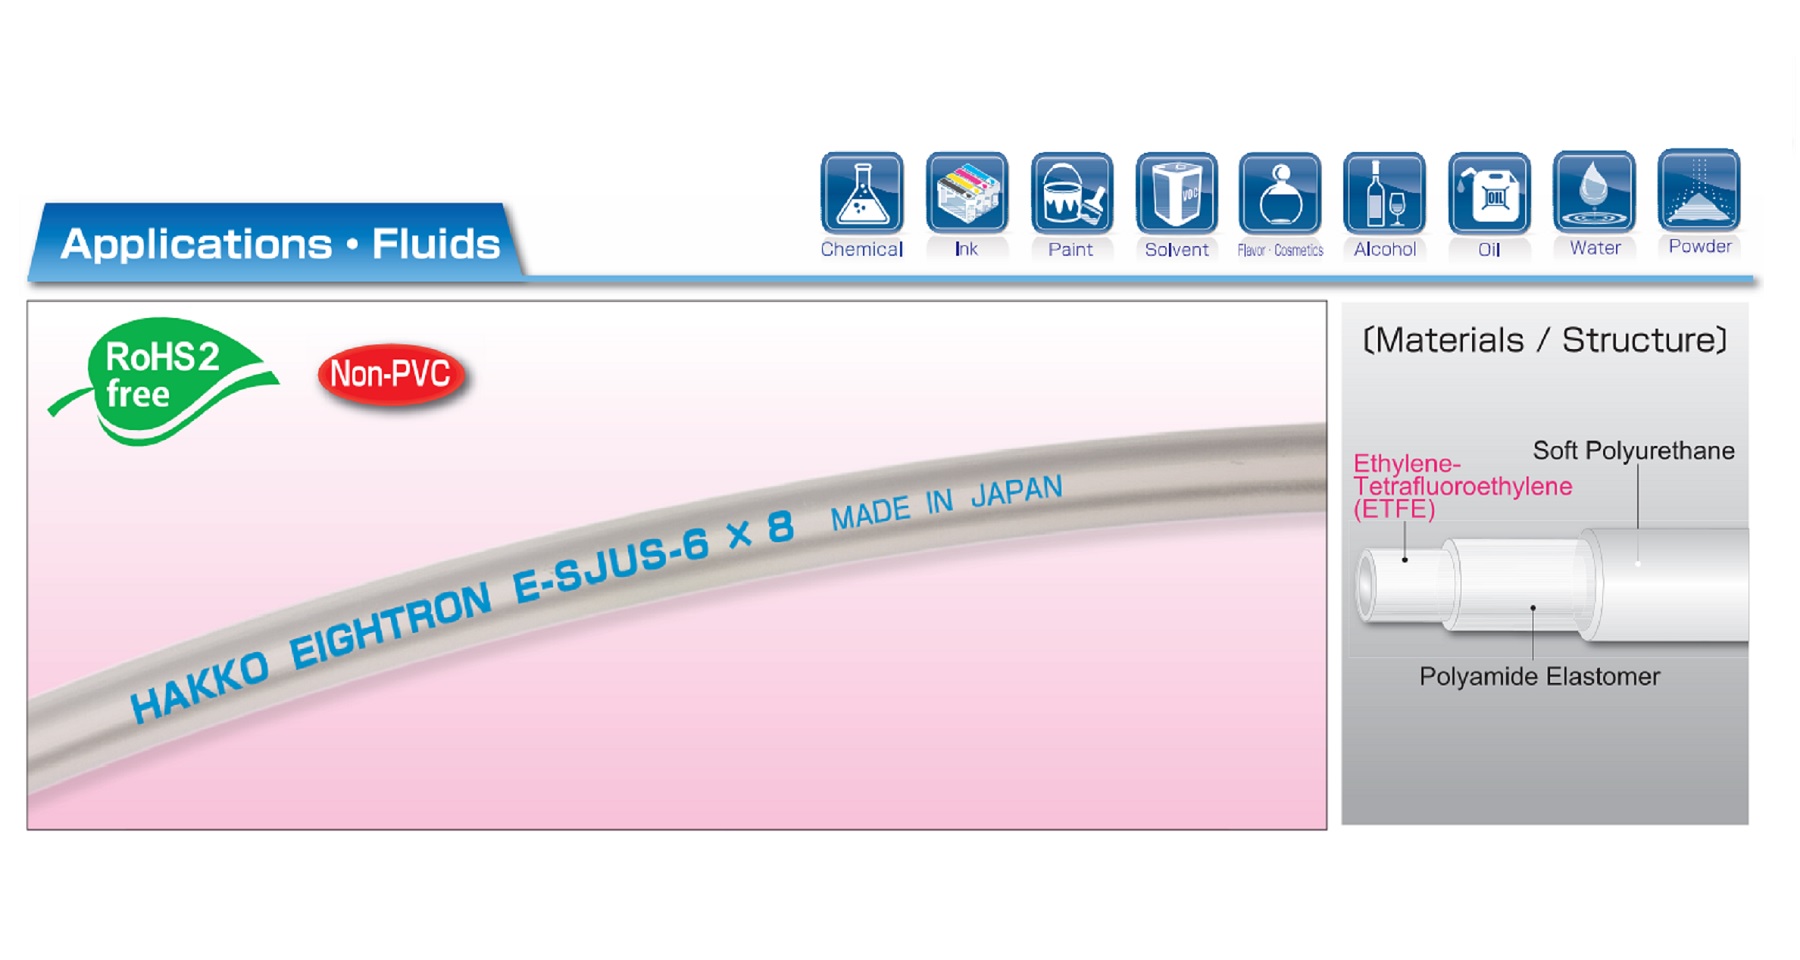 Applications・Fluids
Chemical
Ink
Paint
VOC
Solvent
Flavor・Cosmetics
Alcohol
OIL
Oil
Water
Powder
RoHS2
free
Non-PVC
HAKKO EIGHTRON E-SJUS-6 × 8 MADE IN JAPAN
〔Materials / Structure〕
Soft Polyurethane
Ethylene-
Tetrafluoroethylene
(ETFE)
Polyamide Elastomer